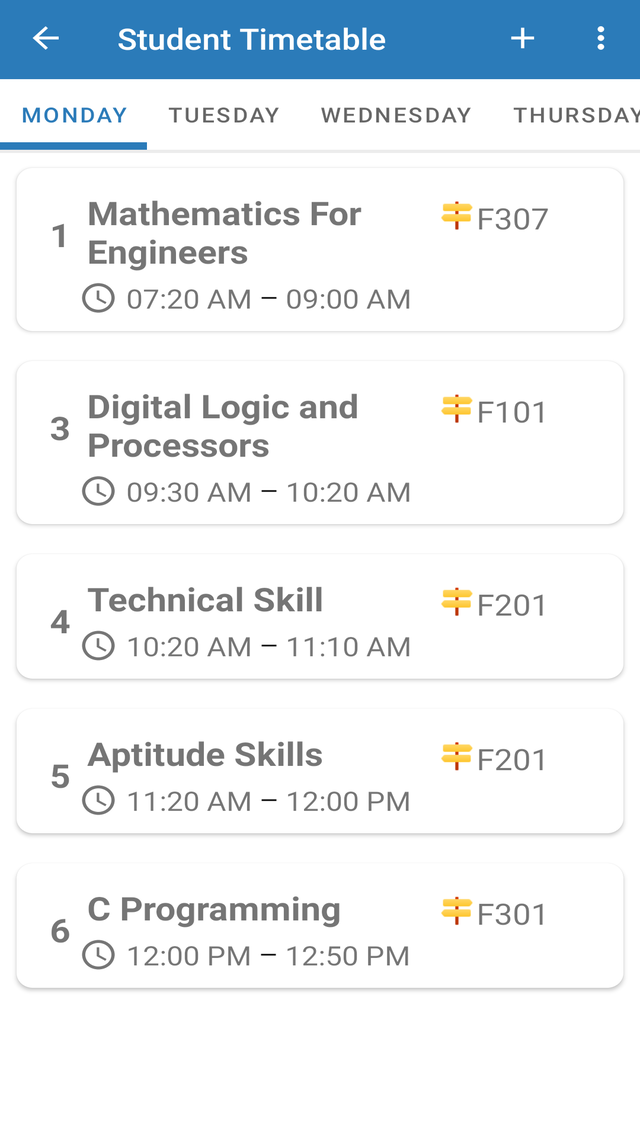 Student Timetable
MONDAY TUESDAY WEDNESDAY THURSDAY
1
Mathematics For
Engineers
F307
07:20 AM – 09:00 AM
3
Digital Logic and
Processors
F101
09:30 AM – 10:20 AM
4
Technical Skill
F201
10:20 AM – 11:10 AM
5
Aptitude Skills
F201
11:20 AM – 12:00 PM
6
C Programming
F301
12:00 PM – 12:50 PM